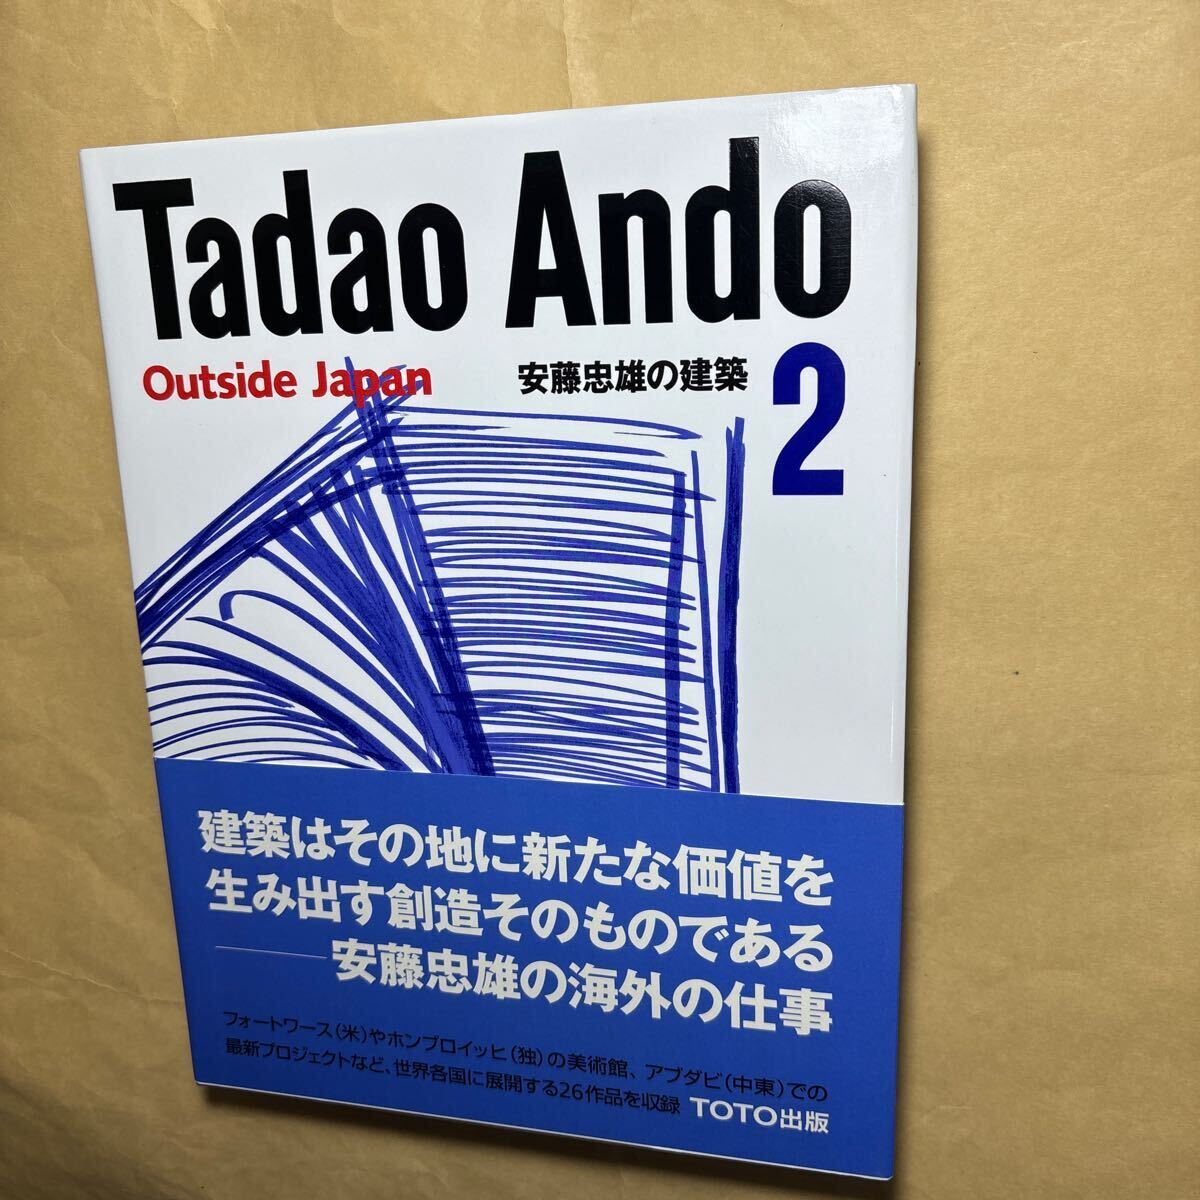 Tadao Ando
Outside Japan
安藤忠雄の建築
2
建築はその地に新たな価値を
生み出す創造そのものである
――安藤忠雄の海外の仕事
フォートワース(米)やホンブロイッヒ(独)の美術館、アブダビ(中東)での
最新プロジェクトなど、世界各国に展開する26作品を収録 TOTO出版